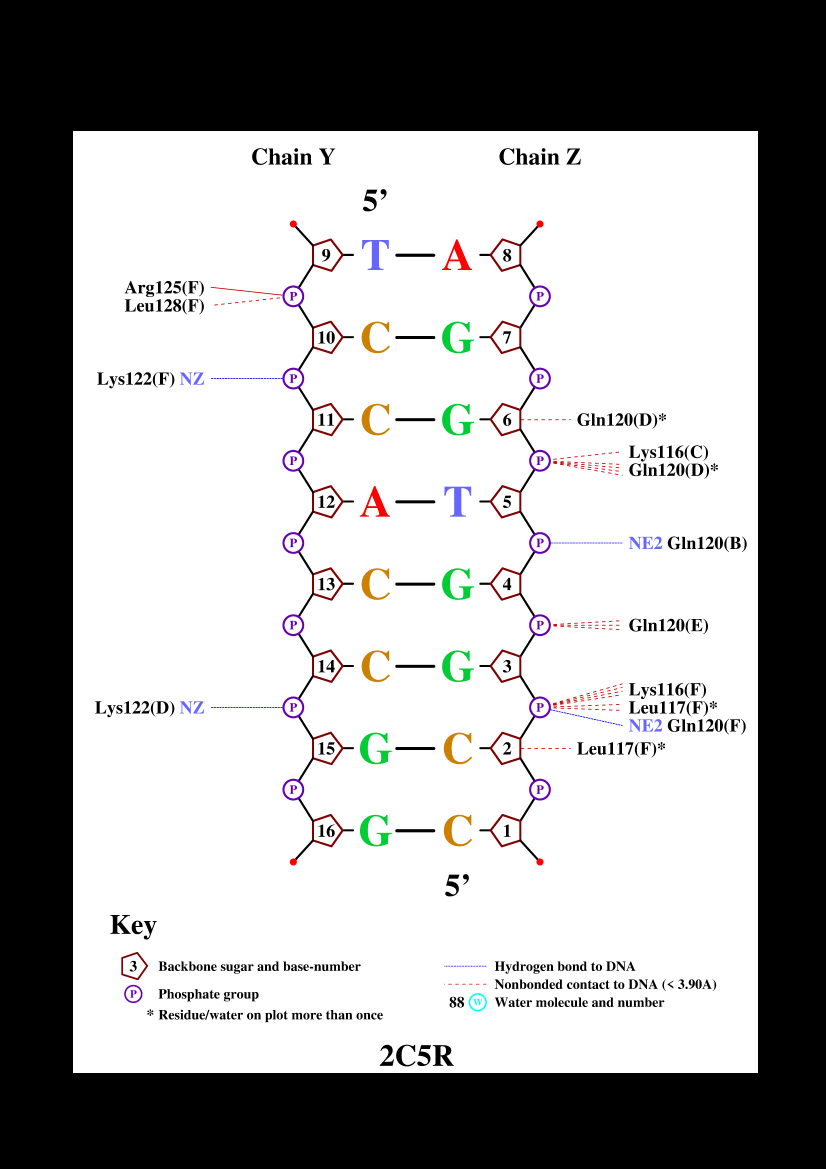 Chain Y Chain Z
5’
9 T A 8
Arg125(F) P P
Leu128(F)
10 C G 7
Lys122(F) NZ P P
11 C G 6 Gln120(D)*
P P Lys116(C)
Gln120(D)*
12 A T 5
P P NE2 Gln120(B)
13 C G 4
P P Gln120(E)
14 C G 3
Lys116(F)
Lys122(D) NZ P P Leu117(F)*
NE2 Gln120(F)
15 G C 2 Leu117(F)*
P P
16 G C 1
5’
Key
3 Backbone sugar and base-number Hydrogen bond to DNA
Nonbonded contact to DNA (< 3.90A)
P Phosphate group
88 W Water molecule and number
* Residue/water on plot more than once
2C5R